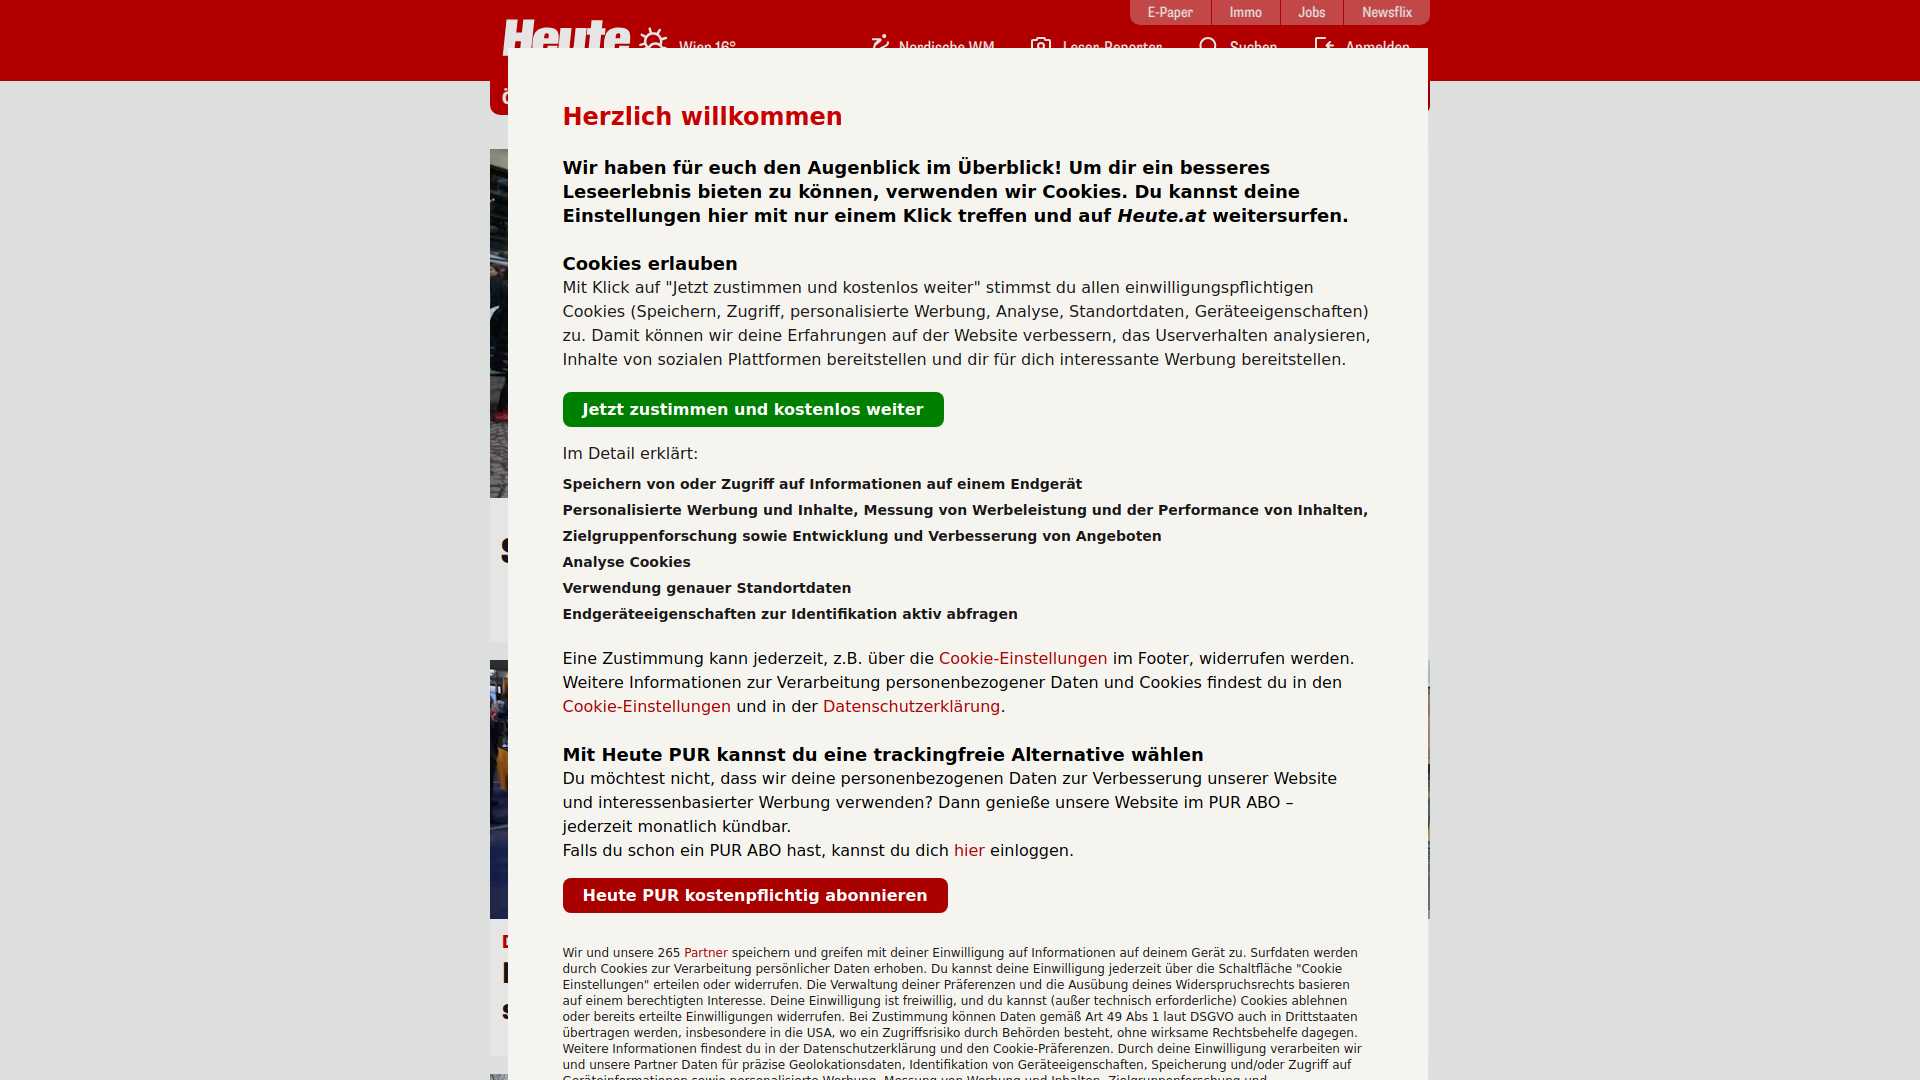 E-Paper
Immo
Jobs
Newsflix
Heute
Wien 16°
Nordische WM
Leser-Reporter
Suchen
Anmelden
Herzlich willkommen
Wir haben für euch den Augenblick im Überblick! Um dir ein besseres
Leseerlebnis bieten zu können, verwenden wir Cookies. Du kannst deine
Einstellungen hier mit nur einem Klick treffen und auf Heute.at weitersurfen.
Cookies erlauben
Mit Klick auf "Jetzt zustimmen und kostenlos weiter" stimmst du allen einwilligungspflichtigen
Cookies (Speichern, Zugriff, personalisierte Werbung, Analyse, Standortdaten, Geräteeigenschaften)
zu. Damit können wir deine Erfahrungen auf der Website verbessern, das Userverhalten analysieren,
Inhalte von sozialen Plattformen bereitstellen und dir für dich interessante Werbung bereitstellen.
Jetzt zustimmen und kostenlos weiter
Im Detail erklärt:
Speichern von oder Zugriff auf Informationen auf einem Endgerät
Personalisierte Werbung und Inhalte, Messung von Werbeleistung und der Performance von Inhalten,
Zielgruppenforschung sowie Entwicklung und Verbesserung von Angeboten
Analyse Cookies
Verwendung genauer Standortdaten
Endgeräteeigenschaften zur Identifikation aktiv abfragen
Eine Zustimmung kann jederzeit, z.B. über die Cookie-Einstellungen im Footer, widerrufen werden.
Weitere Informationen zur Verarbeitung personenbezogener Daten und Cookies findest du in den
Cookie-Einstellungen und in der Datenschutzerklärung.
Mit Heute PUR kannst du eine trackingfreie Alternative wählen
Du möchtest nicht, dass wir deine personenbezogenen Daten zur Verbesserung unserer Website
und interessenbasierter Werbung verwenden? Dann genieße unsere Website im PUR ABO –
jederzeit monatlich kündbar.
Falls du schon ein PUR ABO hast, kannst du dich hier einloggen.
Heute PUR kostenpflichtig abonnieren
Wir und unsere 265 Partner speichern und greifen mit deiner Einwilligung auf Informationen auf deinem Gerät zu. Surfdaten werden
durch Cookies zur Verarbeitung persönlicher Daten erhoben. Du kannst deine Einwilligung jederzeit über die Schaltfläche "Cookie
Einstellungen" erteilen oder widerrufen. Die Verwaltung deiner Präferenzen und die Ausübung deines Widerspruchsrechts basieren
auf einem berechtigten Interesse. Deine Einwilligung ist freiwillig, und du kannst (außer technisch erforderliche) Cookies ablehnen
oder bereits erteilte Einwilligungen widerrufen. Bei Zustimmung können Daten gemäß Art 49 Abs 1 laut DSGVO auch in Drittstaaten
übertragen werden, insbesondere in die USA, wo ein Zugriffsrisiko durch Behörden besteht, ohne wirksame Rechtsbehelfe dagegen.
Weitere Informationen findest du in der Datenschutzerklärung und den Cookie-Präferenzen. Durch deine Einwilligung verarbeiten wir
und unsere Partner Daten für präzise Geolokationsdaten, Identifikation von Geräteeigenschaften, Speicherung und/oder Zugriff auf
Geräteinformationen sowie personalisierte Werbung, Messung von Werbung und Inhalten, Zielgruppenforschung und